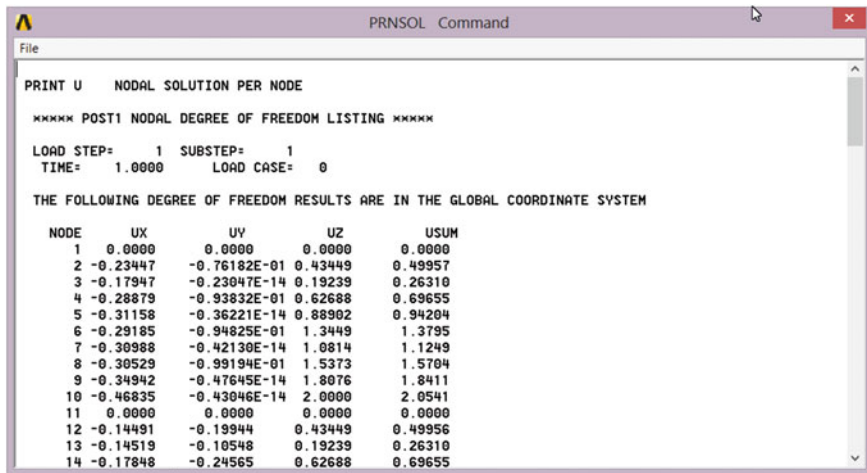 PRNSOL Command
File
PRINT U NODAL SOLUTION PER NODE
***** POST1 NODAL DEGREE OF FREEDOM LISTING *****
LOAD STEP= 1 SUBSTEP= 1
TIME= 1.0000 LOAD CASE= 0
THE FOLLOWING DEGREE OF FREEDOM RESULTS ARE IN THE GLOBAL COORDINATE SYSTEM
NODE UX UY UZ USUM
1 0.0000 0.0000 0.0000 0.0000
2 -0.23447 -0.76182E-01 0.43449 0.49957
3 -0.17947 -0.23047E-14 0.19239 0.26310
4 -0.28879 -0.93832E-01 0.62688 0.69655
5 -0.31158 -0.36221E-14 0.88902 0.94204
6 -0.29185 -0.94825E-01 1.3449 1.3795
7 -0.30988 -0.42130E-14 1.0814 1.1249
8 -0.30529 -0.99194E-01 1.5373 1.5704
9 -0.34942 -0.47645E-14 1.8076 1.8411
10 -0.46835 -0.43046E-14 2.0000 2.0541
11 0.0000 0.0000 0.0000 0.0000
12 -0.14491 -0.19944 0.43449 0.49956
13 -0.14519 -0.10548 0.19239 0.26310
14 -0.17848 -0.24565 0.62688 0.69655